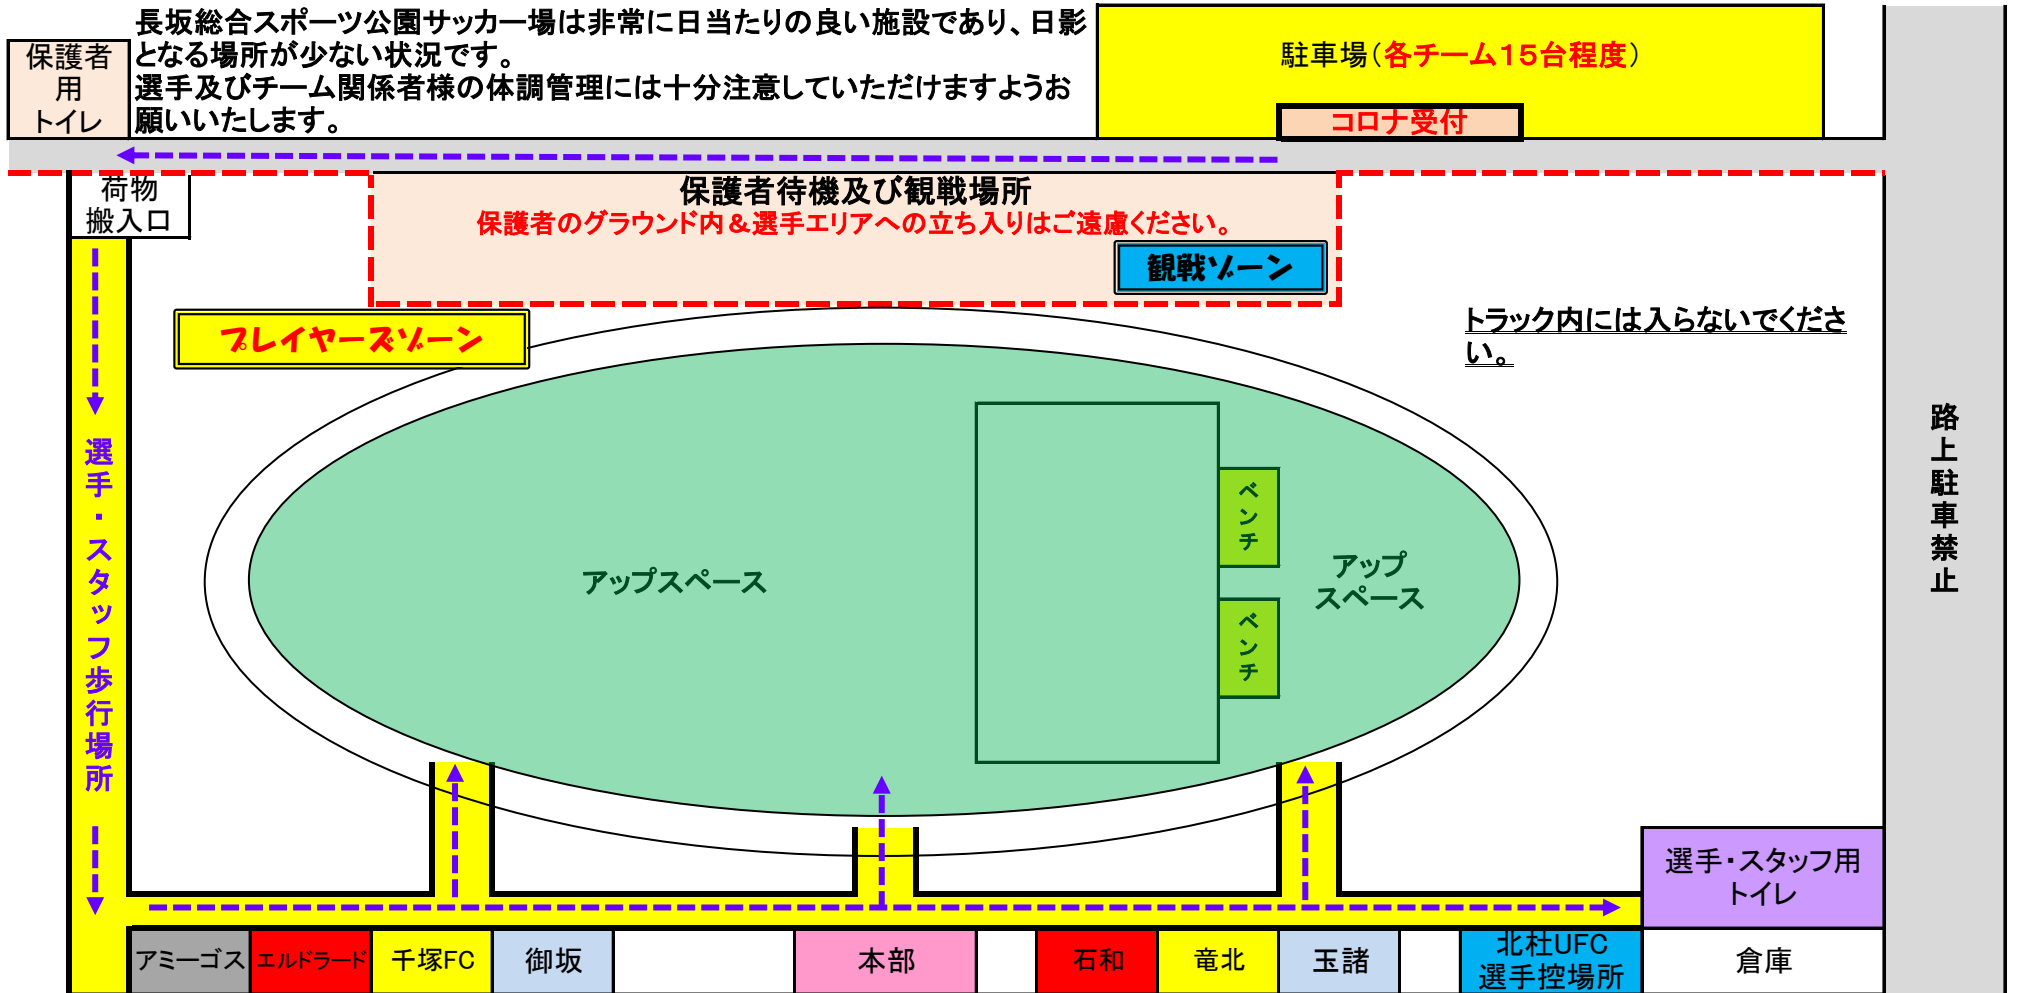 長坂総合スポーツ公園サッカー場は非常に日当たりの良い施設であり、日影
となる場所が少ない状況です。
選手及びチーム関係者様の体調管理には十分注意していただけますようお
願いいたします。
保護者
用
トイレ
駐車場（各チーム１５台程度）
コロナ受付
荷物
搬入口
保護者待機及び観戦場所
保護者のグラウンド内＆選手エリアへの立ち入りはご遠慮ください。
観戦ゾーン
プレイヤーズゾーン
トラック内には入らないでくださ
い。
路上駐車禁止
選手・スタッフ歩行場所
アップスペース
ベンチ
ベンチ
アップ
スペース
選手・スタッフ用
トイレ
アミーゴス
エルドラード
千塚FC
御坂
本部
石和
竜北
玉諸
北杜UFC
選手控場所
倉庫